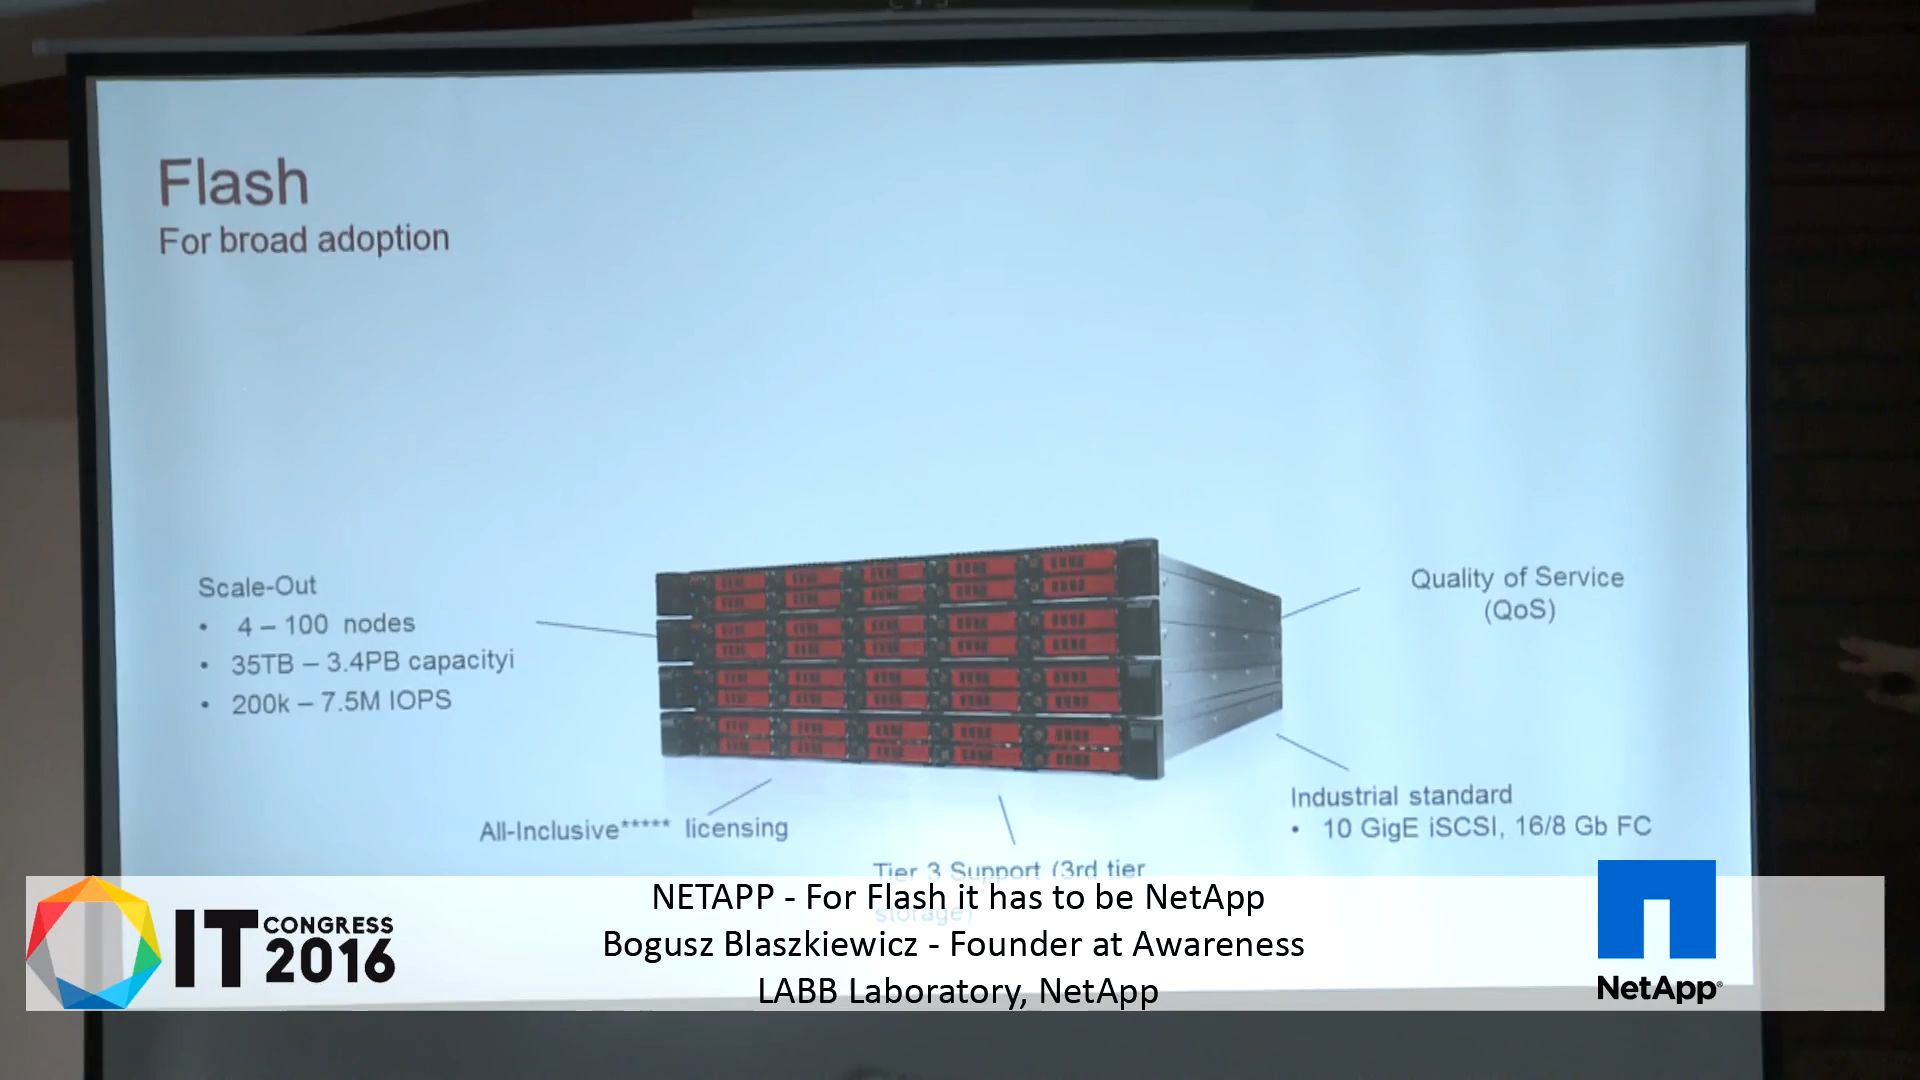 Flash
For broad adoption
Scale-Out
• 4 – 100 nodes
• 35TB – 3.4PB capacityi
• 200k – 7.5M IOPS
Quality of Service
(QoS)
Industrial standard
• 10 GigE iSCSI, 16/8 Gb FC
All-Inclusive***** licensing
Tier 3 Support (3rd tier
storage)
IT CONGRESS
2016
NETAPP - For Flash it has to be NetApp
Bogusz Blaszkiewicz - Founder at Awareness
LABB Laboratory, NetApp
NetApp®